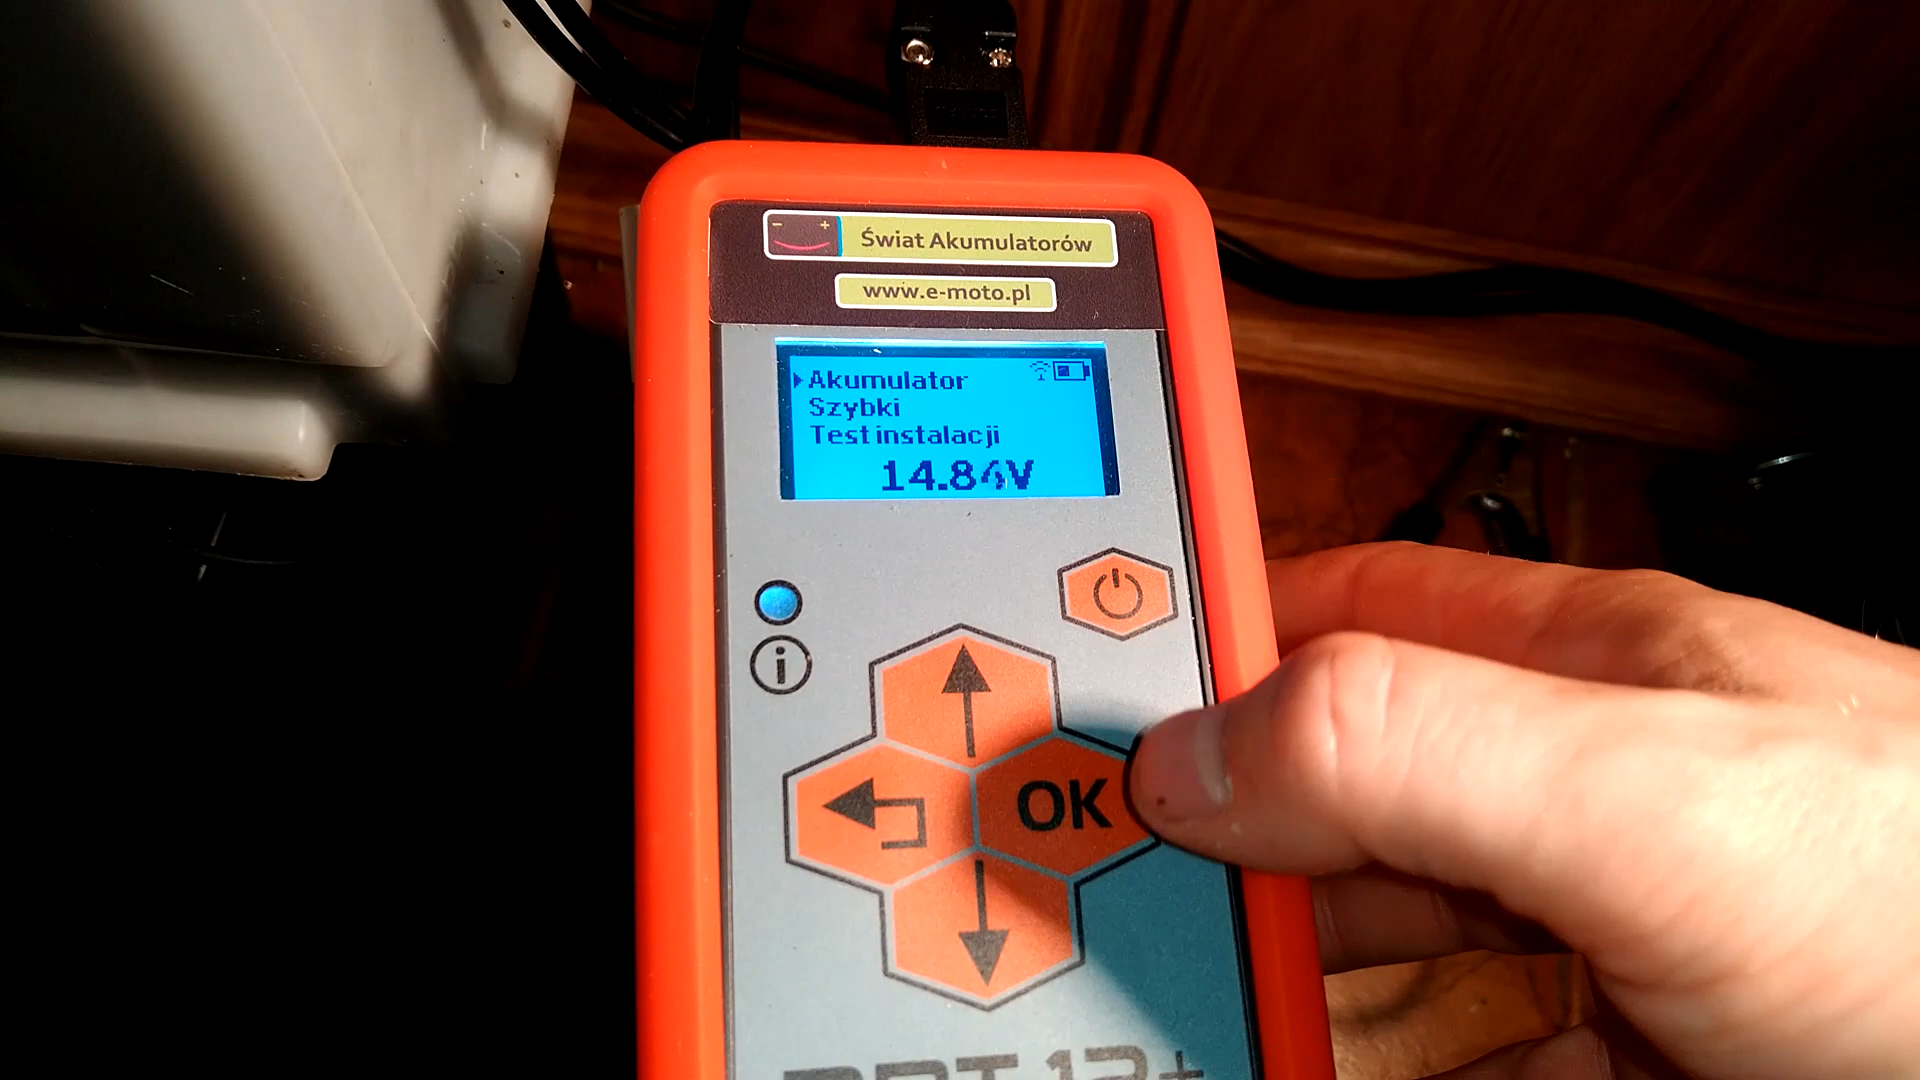 - +
Świat Akumulatorów
www.e-moto.pl
Akumulator
Szybki
Test instalacji
14.84V
i
OK